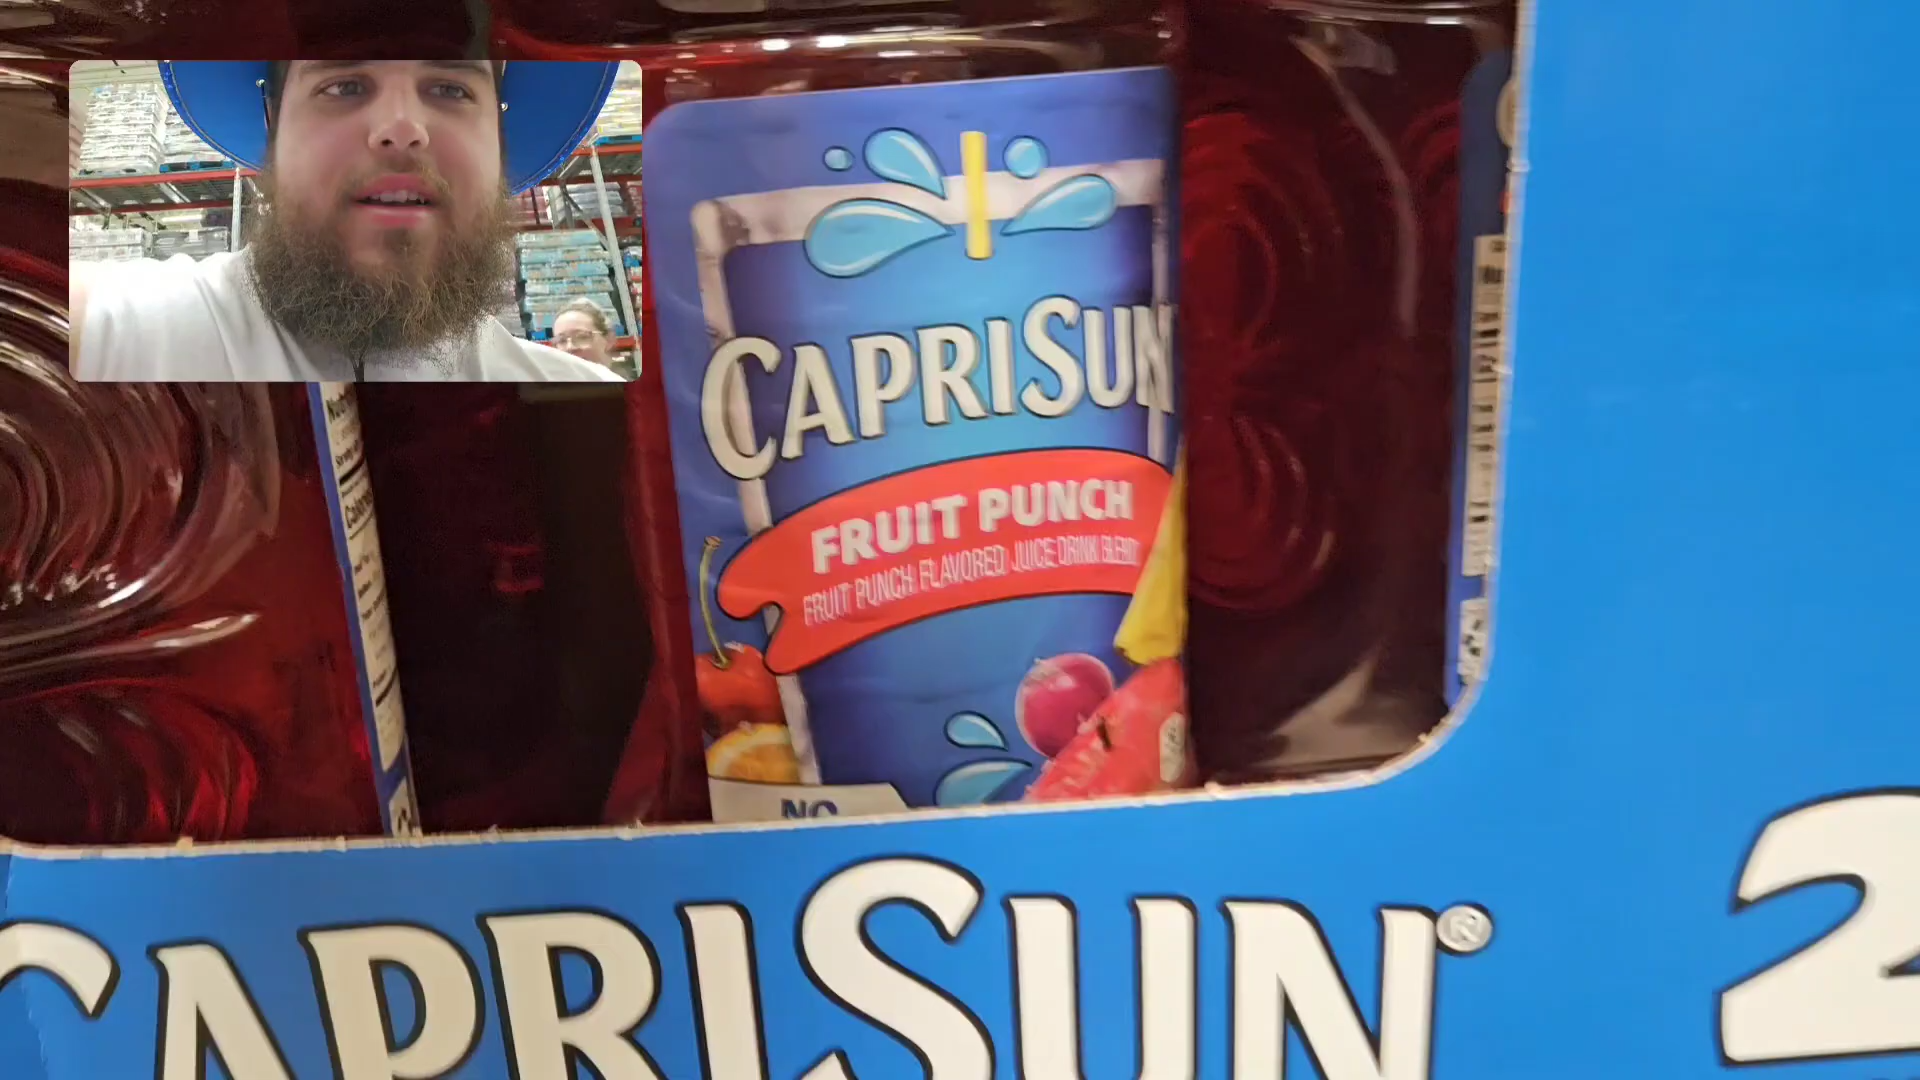 CAPRISUN
FRUIT PUNCH
FRUIT PUNCH FLAVORED JUICE DRINK BLEND
NO
CAPRISUN®
2